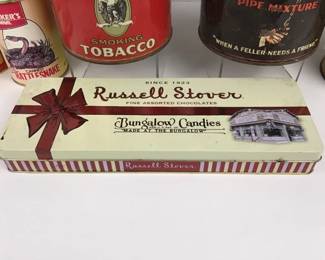 RATTLESNAKE
SMOKING
TOBACCO
PIPE MIXTURE
"WHEN A FELLER NEEDS A FRIEND"
SINCE 1923
Russell Stover
FINE ASSORTED CHOCOLATES
Bungalow Candies
"MADE AT THE BUNGALOW"
Russell Stover